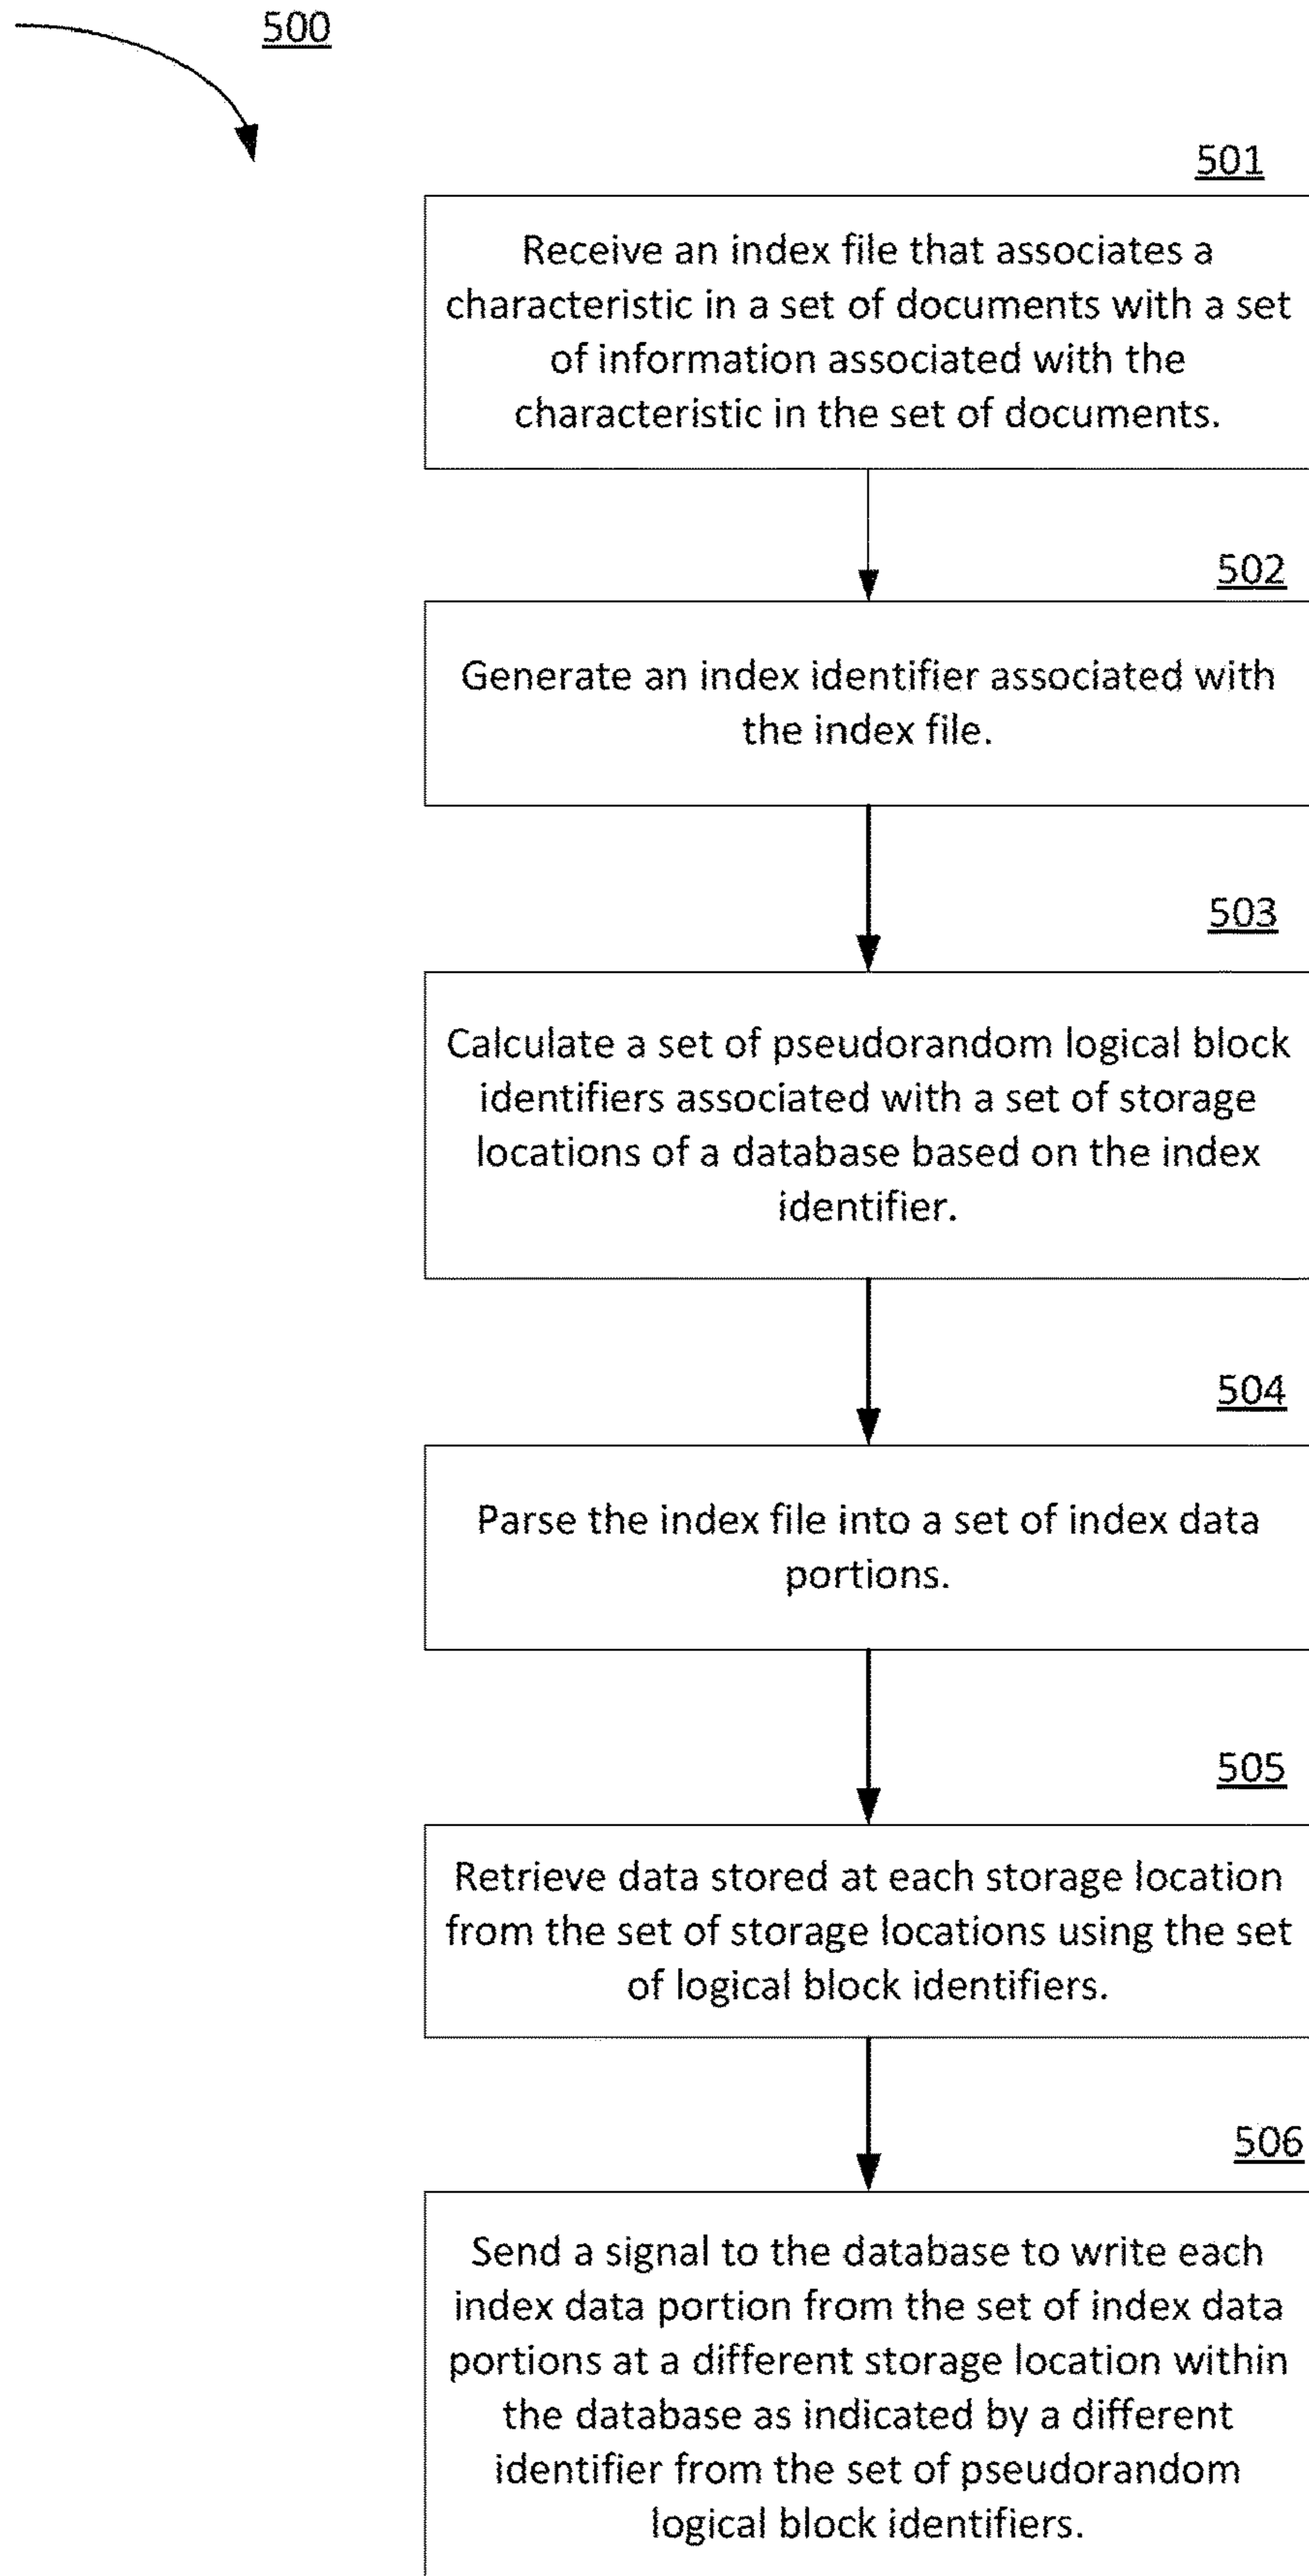 500
501
Receive an index file that associates a
characteristic in a set of documents with a set
of information associated with the
characteristic in the set of documents.
502
Generate an index identifier associated with
the index file.
503
Calculate a set of pseudorandom logical block
identifiers associated with a set of storage
locations of a database based on the index
identifier.
504
Parse the index file into a set of index data
portions.
505
Retrieve data stored at each storage location
from the set of storage locations using the set
of logical block identifiers.
506
Send a signal to the database to write each
index data portion from the set of index data
portions at a different storage location within
the database as indicated by a different
identifier from the set of pseudorandom
logical block identifiers.